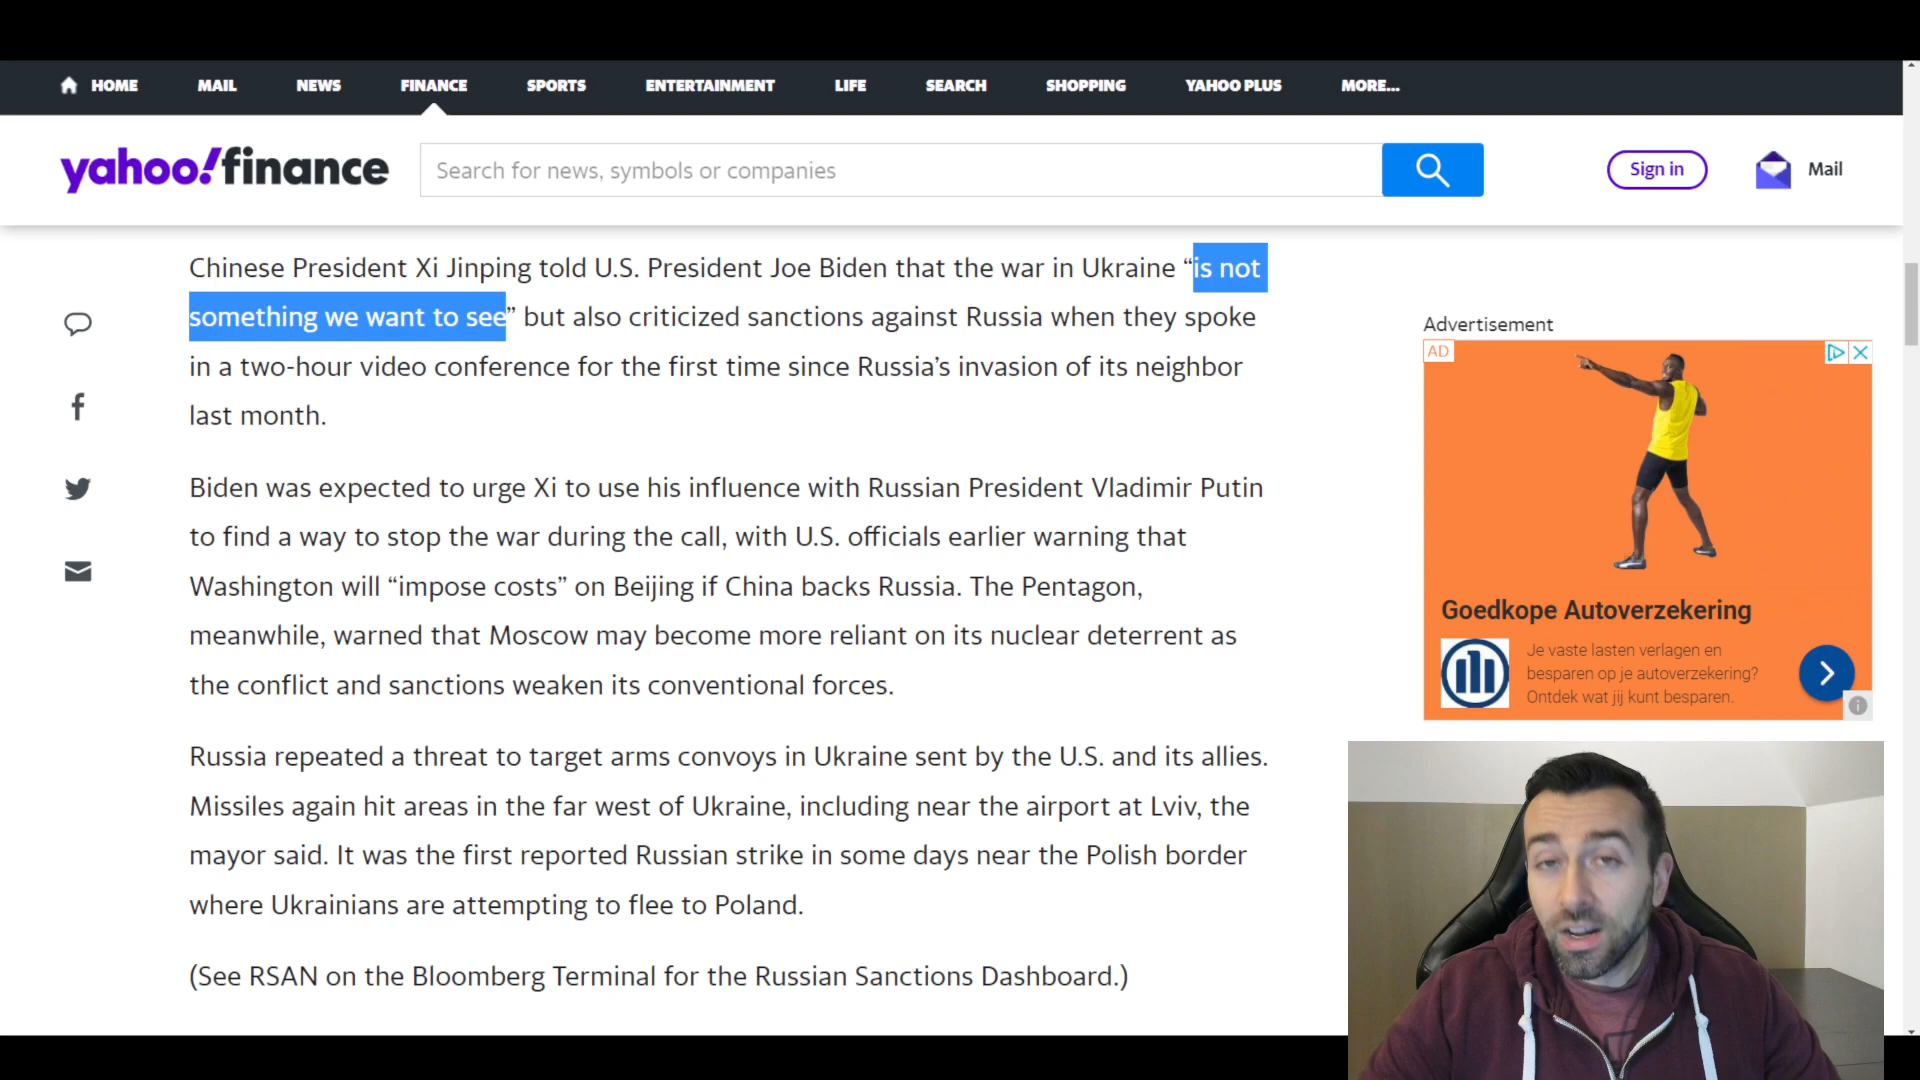 HOME MAIL NEWS FINANCE SPORTS ENTERTAINMENT LIFE SEARCH SHOPPING YAHOO PLUS MORE...
yahoo!finance
Search for news, symbols or companies
Sign in
Mail
Chinese President Xi Jinping told U.S. President Joe Biden that the war in Ukraine “is not
something we want to see” but also criticized sanctions against Russia when they spoke
in a two-hour video conference for the first time since Russia’s invasion of its neighbor
last month.
Biden was expected to urge Xi to use his influence with Russian President Vladimir Putin
to find a way to stop the war during the call, with U.S. officials earlier warning that
Washington will “impose costs” on Beijing if China backs Russia. The Pentagon,
meanwhile, warned that Moscow may become more reliant on its nuclear deterrent as
the conflict and sanctions weaken its conventional forces.
Russia repeated a threat to target arms convoys in Ukraine sent by the U.S. and its allies.
Missiles again hit areas in the far west of Ukraine, including near the airport at Lviv, the
mayor said. It was the first reported Russian strike in some days near the Polish border
where Ukrainians are attempting to flee to Poland.
(See RSAN on the Bloomberg Terminal for the Russian Sanctions Dashboard.)
Advertisement
AD
Goedkope Autoverzekering
Je vaste lasten verlagen en
besparen op je autoverzekering?
Ontdek wat jij kunt besparen.